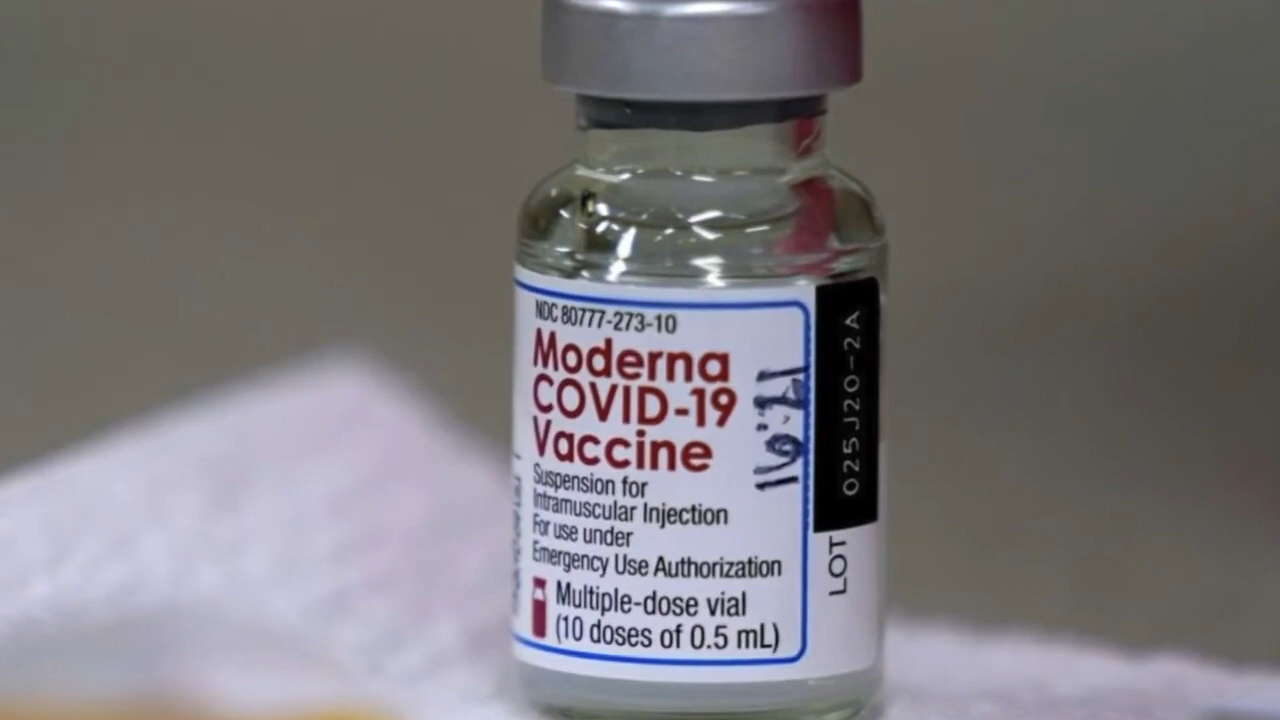 NDC 80777-273-10
Moderna
COVID-19
Vaccine
Suspension for
Intramuscular Injection
For use under
Emergency Use Authorization
Multiple-dose vial
(10 doses of 0.5 mL)
LOT 025J20-2A